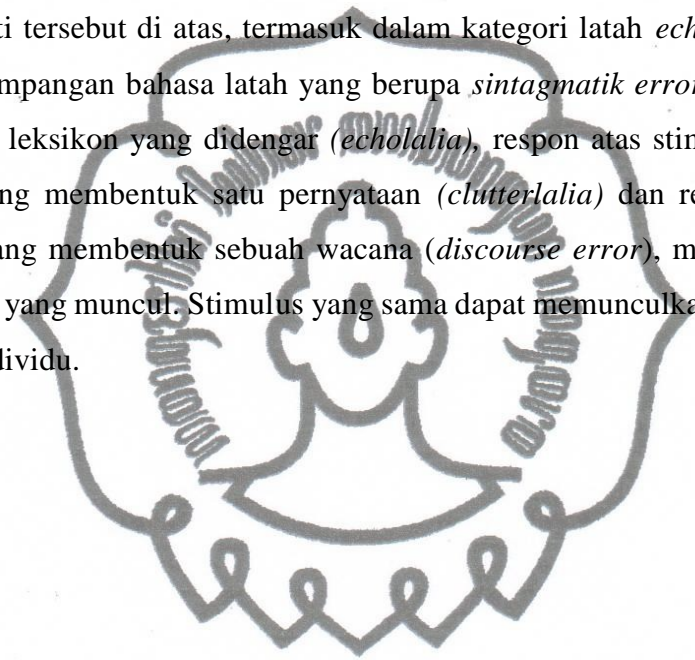 ti tersebut di atas, termasuk dalam kategori latah ech
mpangan bahasa latah yang berupa sintagmatik error
leksikon yang didengar (echolalia), respon atas stim
ng membentuk satu pernyataan (clutterlalia) dan re
ang membentuk sebuah wacana (discourse error), m
yang muncul. Stimulus yang sama dapat memunculka
dividu.